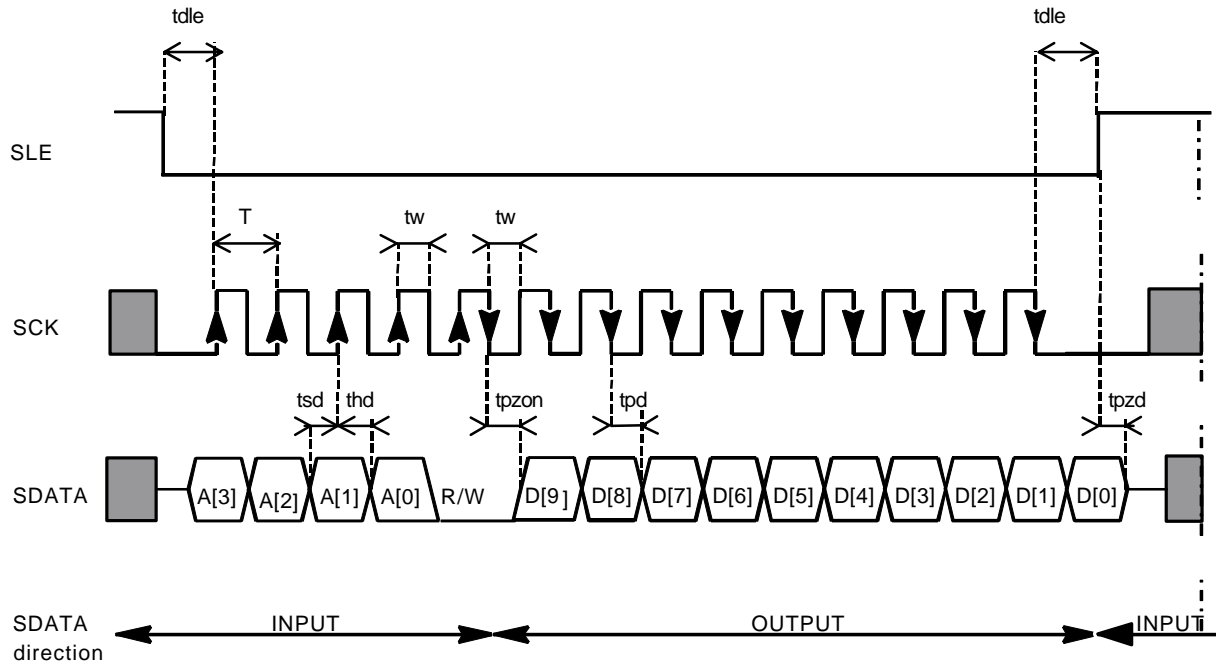 tdle tdle
SLE
T tw tw
SCK
tsd thd tpzon tpd tpzd
SDATA A[3] A[2] A[1] A[0] R/W D[9] D[8] D[7] D[6] D[5] D[4] D[3] D[2] D[1] D[0]
SDATA direction INPUT OUTPUT INPUT